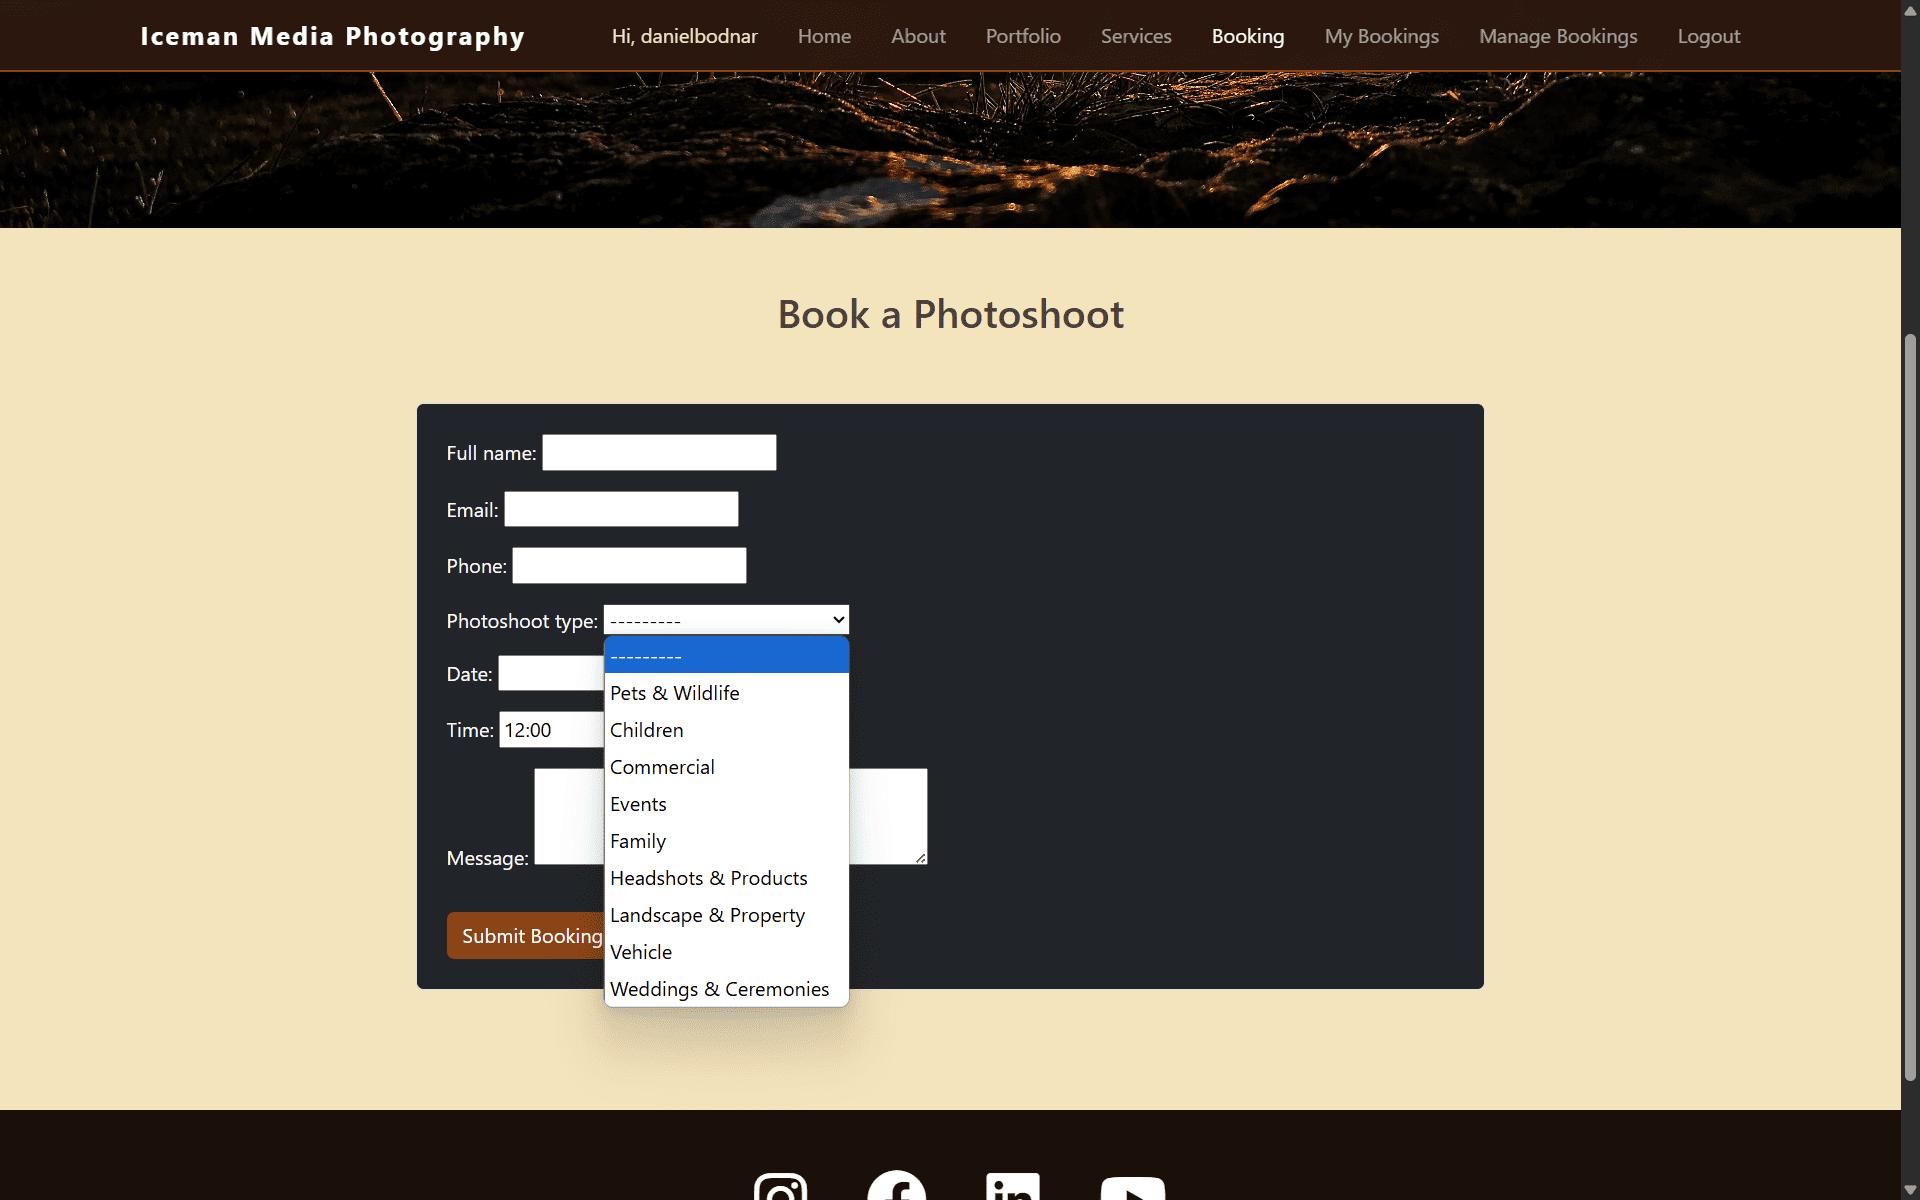 Iceman Media Photography
Hi, danielbodnar
Home
About
Portfolio
Services
Booking
My Bookings
Manage Bookings
Logout
Book a Photoshoot
Full name:
Email:
Phone:
Photoshoot type: ---------
---------
Pets & Wildlife
Children
Commercial
Events
Family
Headshots & Products
Landscape & Property
Vehicle
Weddings & Ceremonies
Date:
Time: 12:00
Message:
Submit Booking